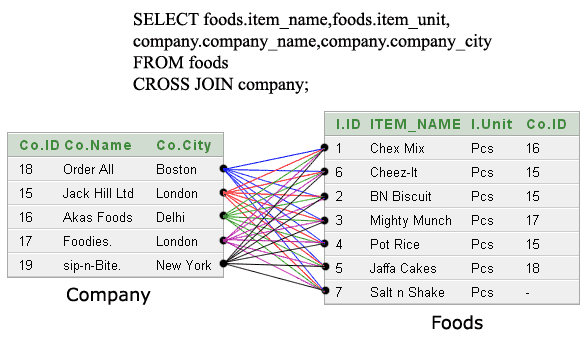 SELECT foods.item_name,foods.item_unit,
company.company_name,company.company_city
FROM foods
CROSS JOIN company;
Co.ID Co.Name Co.City
18 Order All Boston
15 Jack Hill Ltd London
16 Akas Foods Delhi
17 Foodies. London
19 sip-n-Bite. New York
Company
I.ID ITEM_NAME I.Unit Co.ID
1 Chex Mix Pcs 16
6 Cheez-It Pcs 15
2 BN Biscuit Pcs 15
3 Mighty Munch Pcs 17
4 Pot Rice Pcs 15
5 Jaffa Cakes Pcs 18
7 Salt n Shake Pcs -
Foods